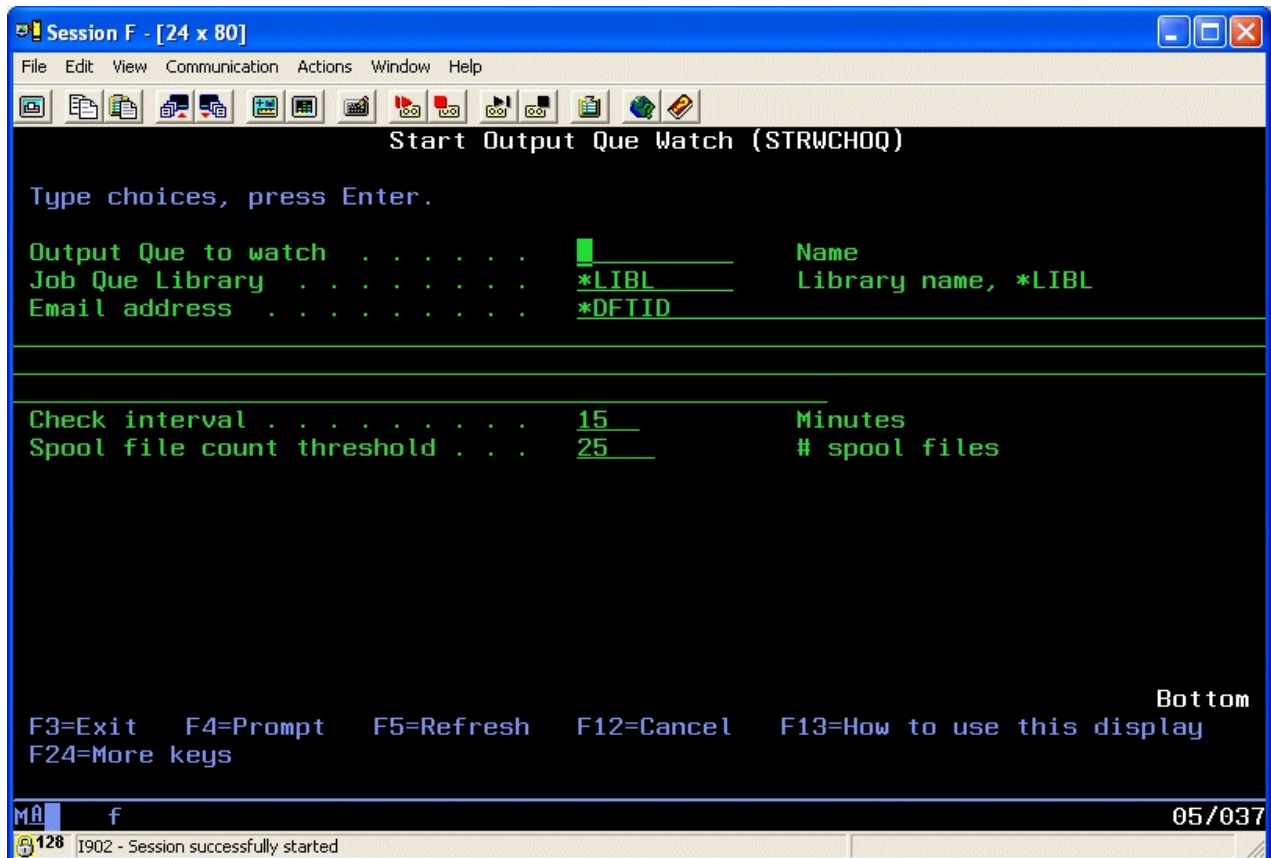 Session F - [24 x 80]
File Edit View Communication Actions Window Help
Start Output Que Watch (STRWCHOQ)
Type choices, press Enter.
Output Que to watch . . . . . . Name
Job Que Library . . . . . . . . *LIBL Library name, *LIBL
Email address . . . . . . . . . *DFTID
Check interval . . . . . . . . . 15 Minutes
Spool file count threshold . . . 25 # spool files
Bottom
F3=Exit F4=Prompt F5=Refresh F12=Cancel F13=How to use this display
F24=More keys
MA f 05/037
128 I902 - Session successfully started